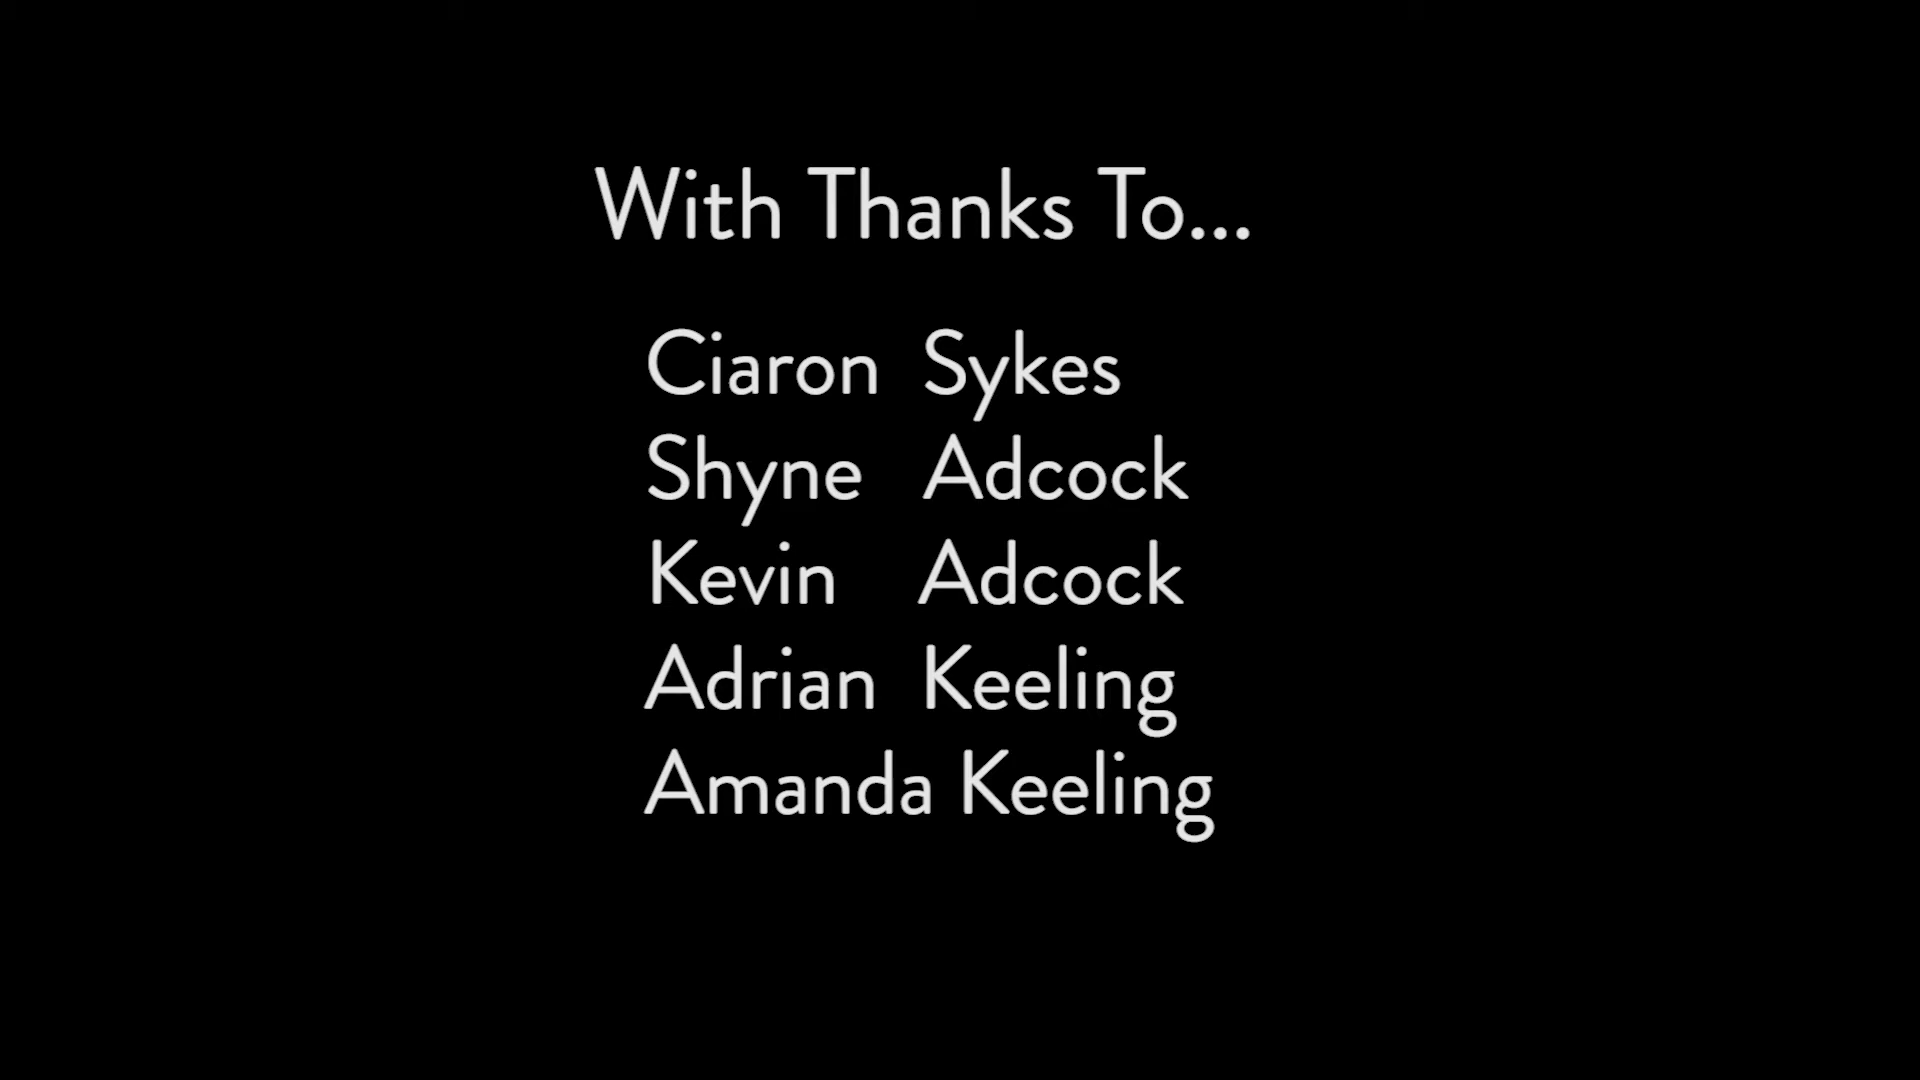 With Thanks To...
Ciaron Sykes
Shyne Adcock
Kevin Adcock
Adrian Keeling
Amanda Keeling